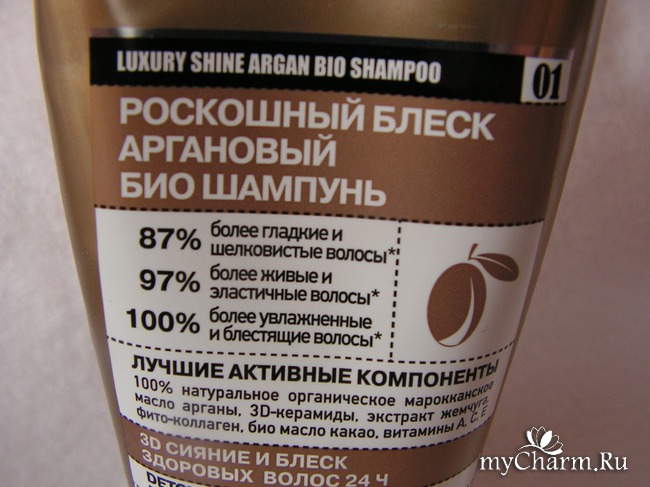 LUXURY SHINE ARGAN BIO SHAMPOO
01
РОСКОШНЫЙ БЛЕСК
АРГАНОВЫЙ
БИО ШАМПУНЬ
87% более гладкие и
шелковистые волосы*
97% более живые и
эластичные волосы*
100% более увлажненные
и блестящие волосы*
ЛУЧШИЕ АКТИВНЫЕ КОМПОНЕНТЫ
100% натуральное органическое марокканское
масло арганы, 3D-керамиды, экстракт жемчуга,
фито-коллаген, био масло какао, витамины A, C, E
3D СИЯНИЕ И БЛЕСК
ЗДОРОВЫХ ВОЛОС 24 Ч
myCharm.Ru